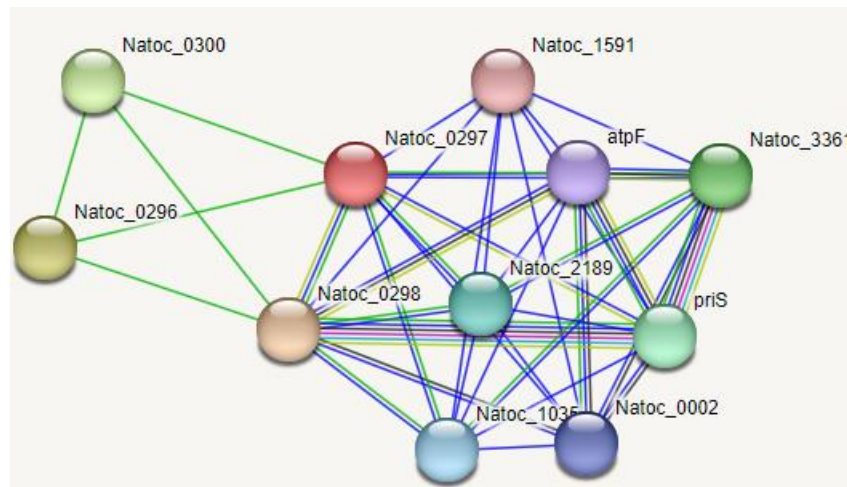 Natoc_0300
Natoc_1591
Natoc_0297
atpF
Natoc_3361
Natoc_0296
Natoc_2189
Natoc_0298
priS
Natoc_1035
Natoc_0002